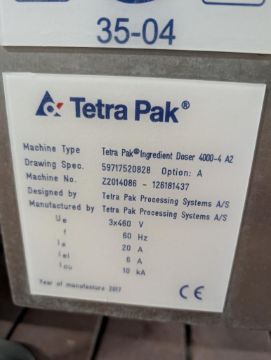 35-04
Tetra Pak®
Machine Type Tetra Pak® Ingredient Doser 4000-4 A2
Drawing Spec. 59717520828 Option: A
Machine No. Z2014086 - 126181437
Designed by Tetra Pak Processing Systems A/S
Manufactured by Tetra Pak Processing Systems A/S
Ue 3x460 V
f 60 Hz
Ia 20 A
Iel 6 A
Icu 10 kA
Year of manufacture 2017
CE